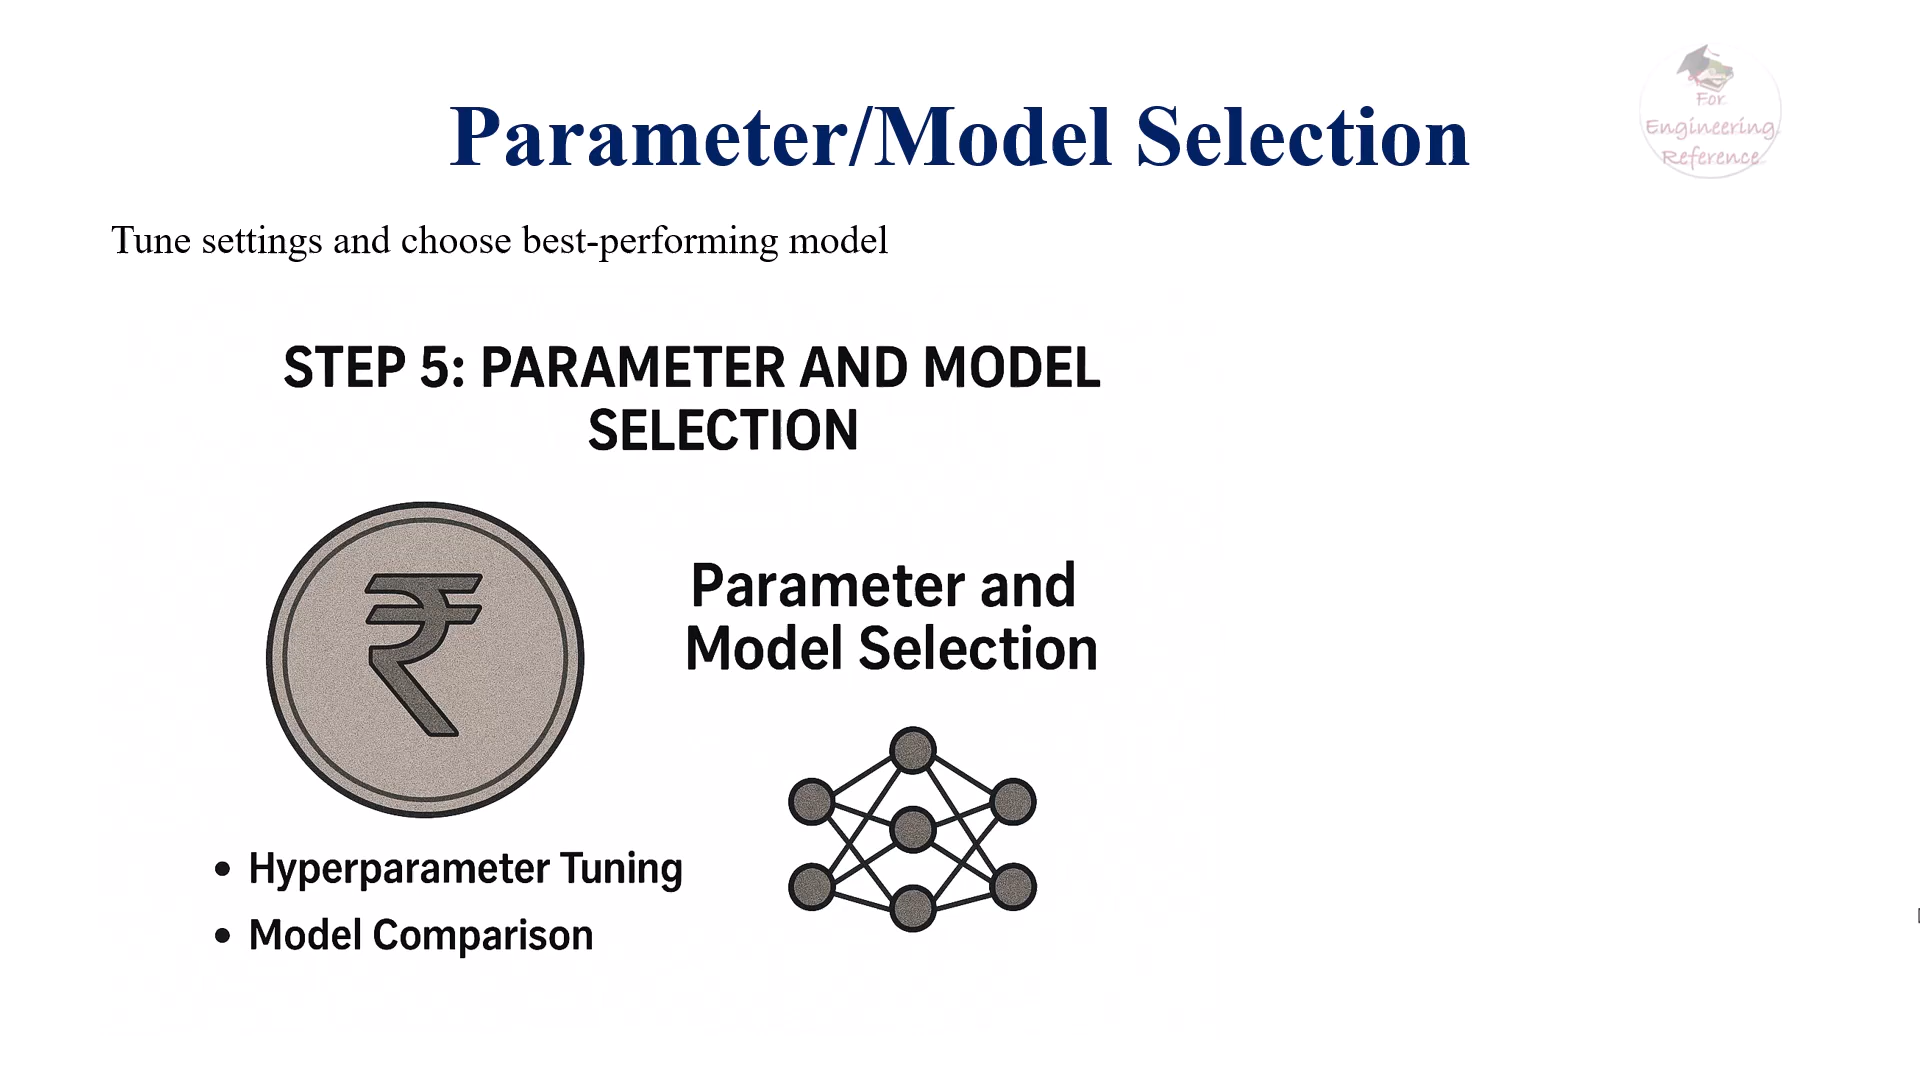 Parameter/Model Selection
For
Engineering
Reference
Tune settings and choose best-performing model
STEP 5: PARAMETER AND MODEL
SELECTION
₹
Parameter and
Model Selection
• Hyperparameter Tuning
• Model Comparison